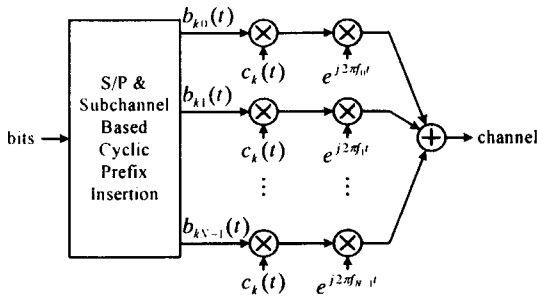 b_{k0}(t)
c_k(t)
e^{j2πf_0t}
S/P &
Subchannel
Based
Cyclic
Prefix
Insertion
bits
b_{k1}(t)
c_k(t)
e^{j2πf_1t}
channel
⋮ ⋮
b_{kN-1}(t)
c_k(t)
e^{j2πf_{N-1}t}